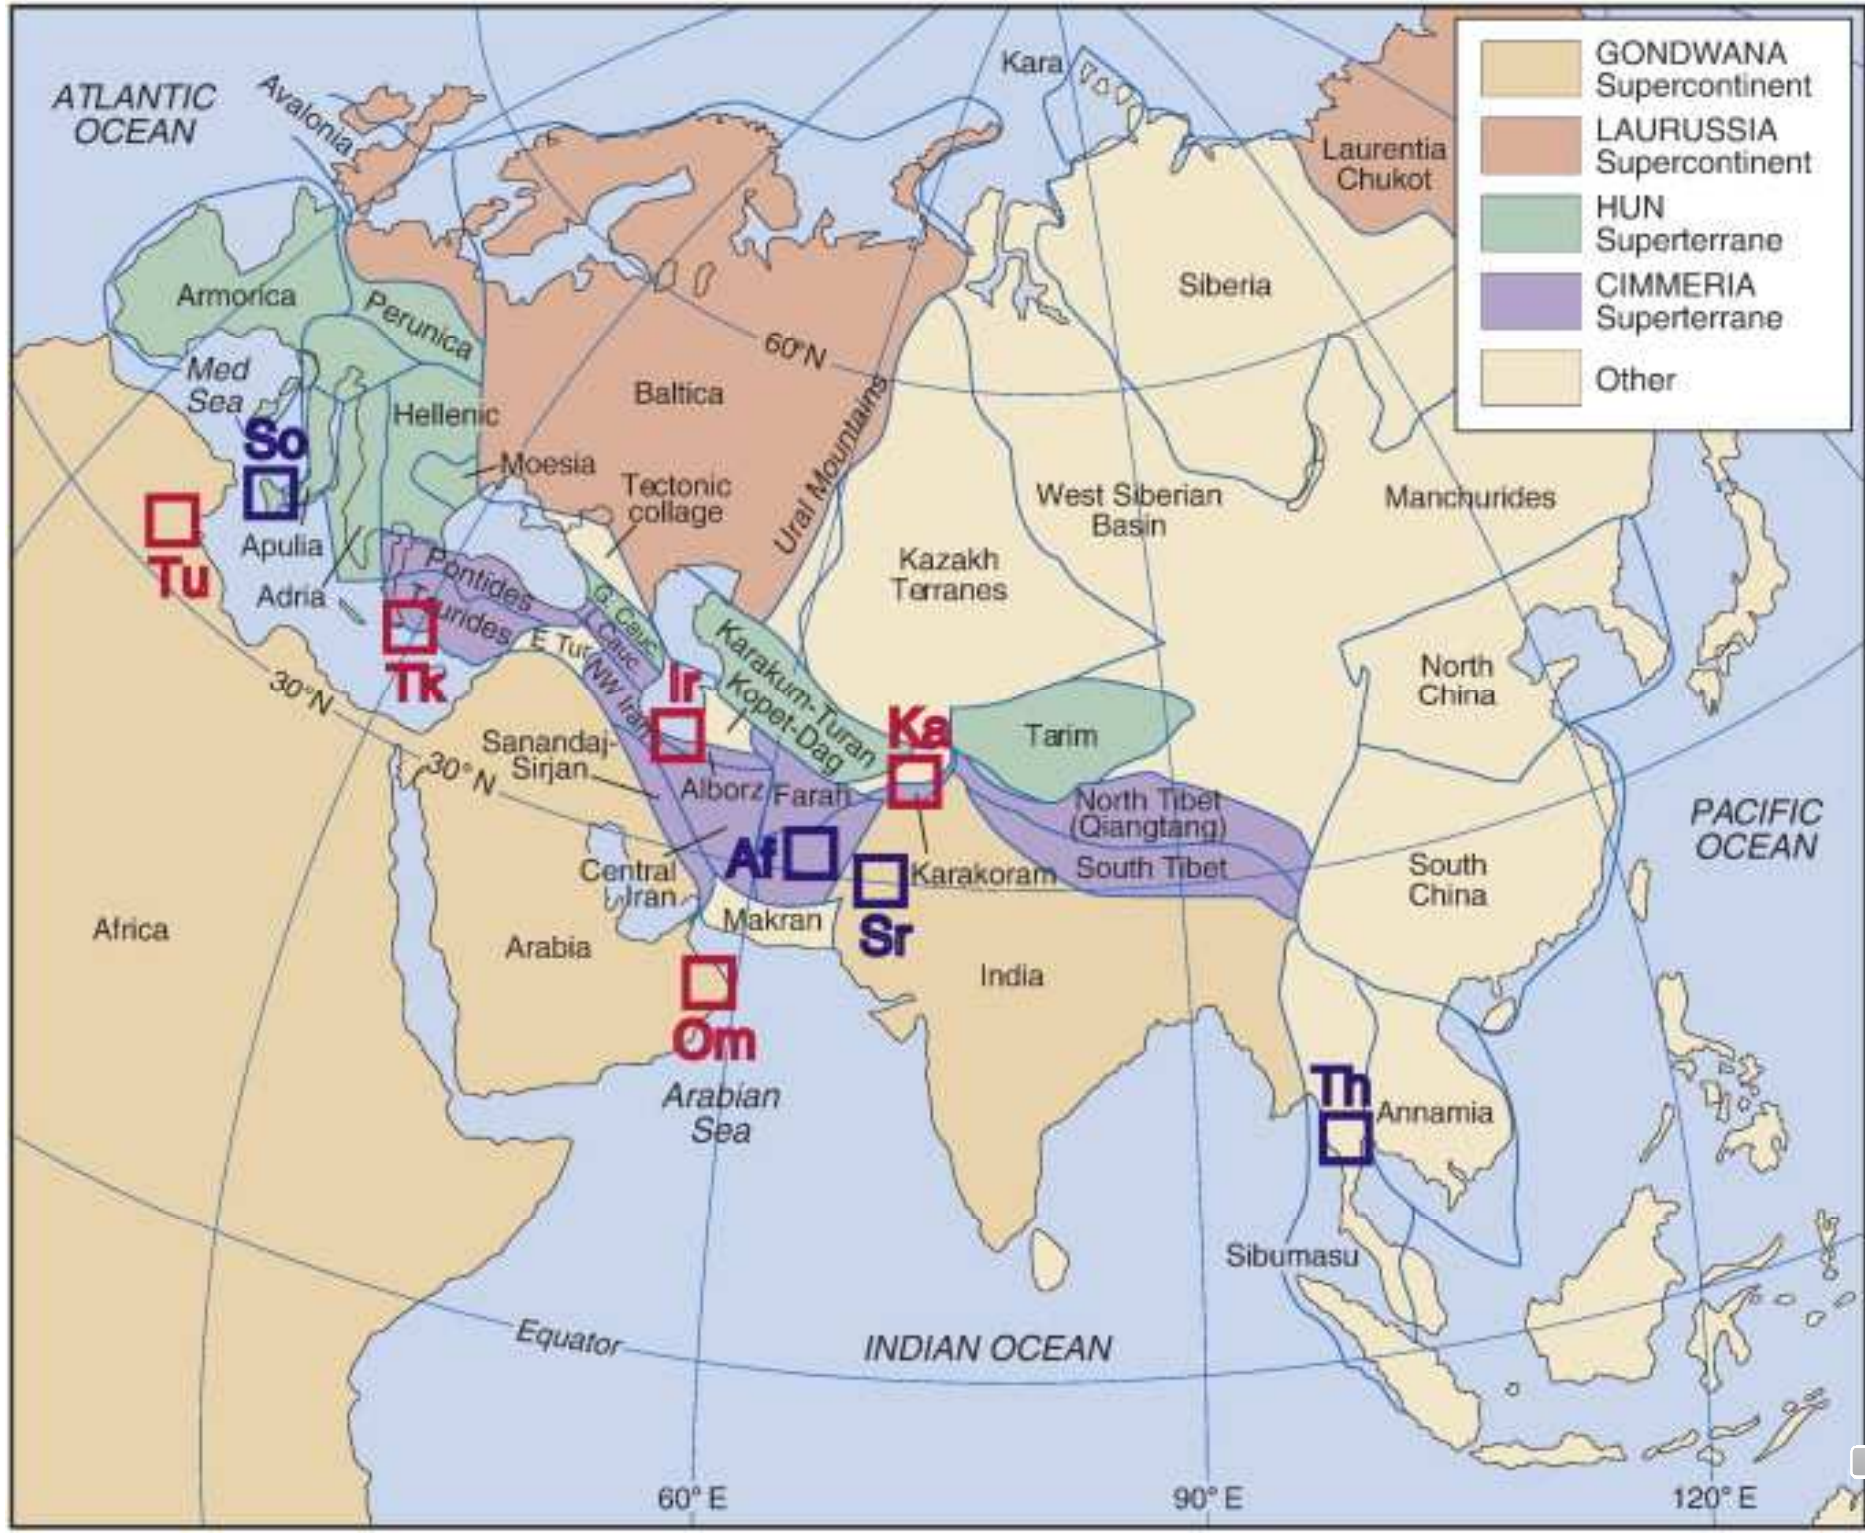 ATLANTIC
OCEAN
Avalonia
Kara
GONDWANA
Supercontinent
LAURUSSIA
Supercontinent
HUN
Superterrane
CIMMERIA
Superterrane
Other
Laurentia
Chukot
Armorica
Perunica
60°N
Siberia
Med
Sea
Baltica
Hellenic
Ural Mountains
So
Moesia
Tectonic
collage
West Siberian
Basin
Manchurides
Tu
Apulia
Adria
Kazakh
Terranes
Pontides
Taurides
G. Cauc.
L. Cauc.
E Tur
NW Iran
Tk
Ir
Karakum-Turan
Kopet-Dag
Ka
Tarim
North
China
30°N
30°N
Sanandaj-
Sirjan
Alborz
Farah
North Tibet
(Qiangtang)
South Tibet
PACIFIC
OCEAN
Af
Karakoram
Central
Iran
Sr
South
China
Makran
Africa
Arabia
India
Om
Arabian
Sea
Th
Annamia
Sibumasu
Equator
INDIAN OCEAN
60° E
90° E
120° E